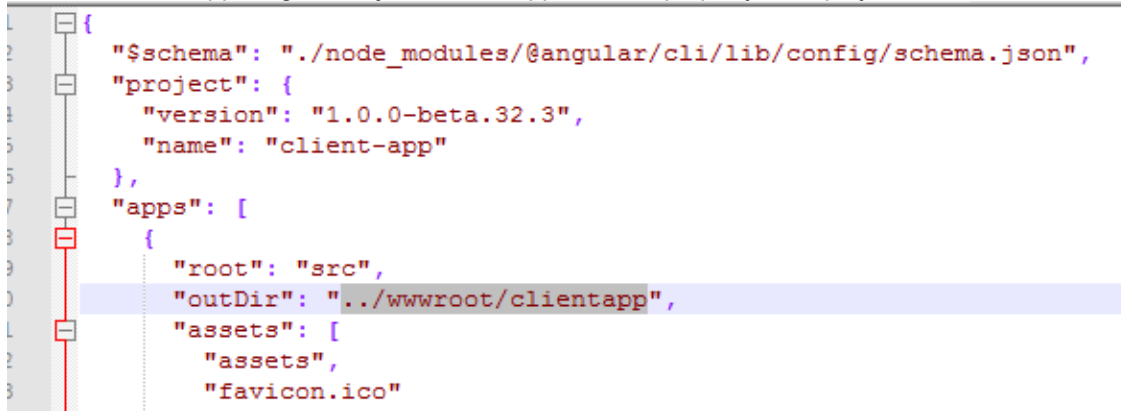 {
"$schema": "./node_modules/@angular/cli/lib/config/schema.json",
"project": {
"version": "1.0.0-beta.32.3",
"name": "client-app"
},
"apps": [
{
"root": "src",
"outDir": "../wwwroot/clientapp",
"assets": [
"assets",
"favicon.ico"